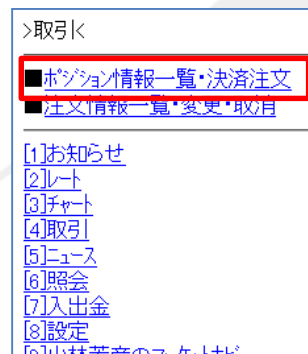 >取引<
■ﾎﾟｼﾞｼｮﾝ情報一覧・決済注文
■注文情報一覧・変更・取消
[1]お知らせ
[2]ﾚｰﾄ
[3]ﾁｬｰﾄ
[4]取引
[5]ﾆｭｰｽ
[6]照会
[7]入出金
[8]設定